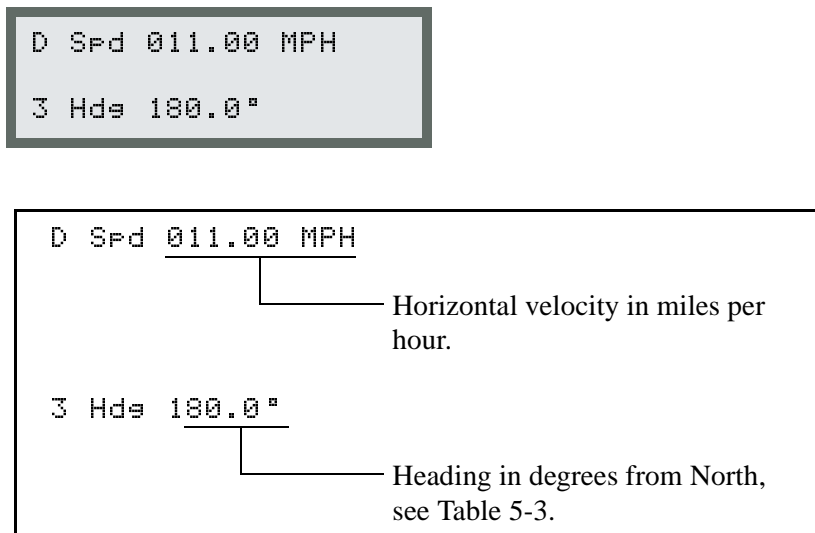 D Spd 011.00 MPH
3 Hdg 180.0°
D Spd 011.00 MPH
Horizontal velocity in miles per
hour.
3 Hdg 180.0°
Heading in degrees from North,
see Table 5-3.